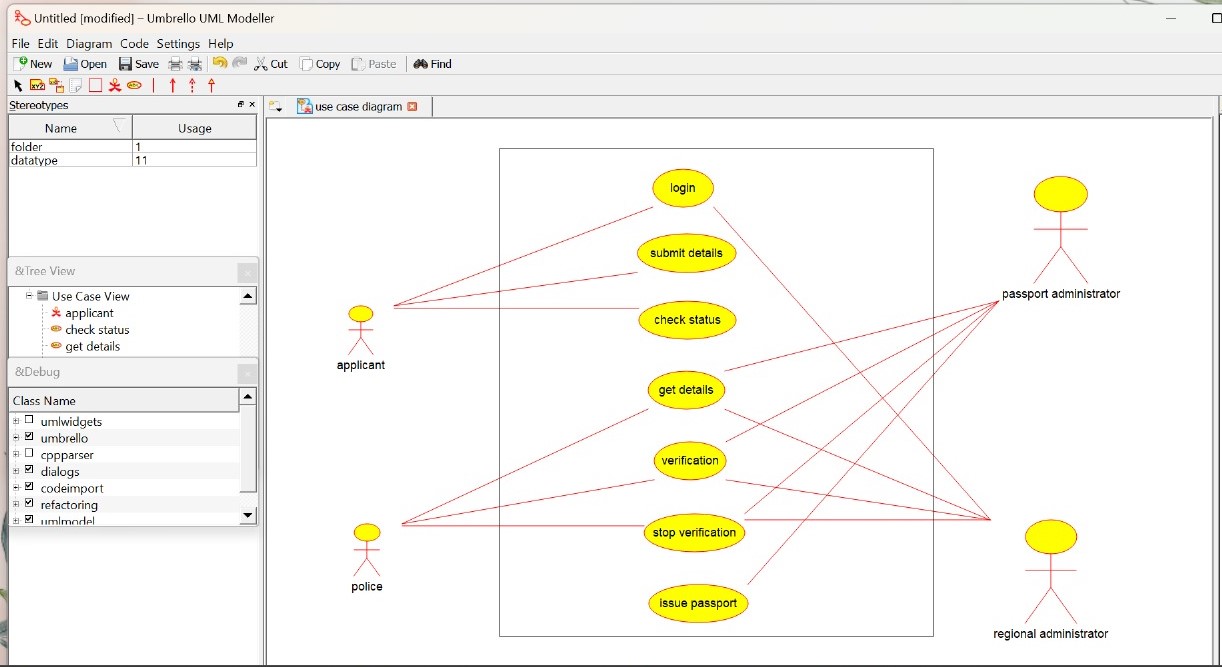 Untitled [modified] – Umbrello UML Modeller
File Edit Diagram Code Settings Help
New Open Save Cut Copy Paste Find
Stereotypes
use case diagram
Name Usage
folder 1
datatype 11
&Tree View
Use Case View
applicant
check status
get details
&Debug
Class Name
umlwidgets
umbrello
cppparser
dialogs
codeimport
refactoring
umlmodel
login
submit details
check status
get details
verification
stop verification
issue passport
applicant
police
passport administrator
regional administrator